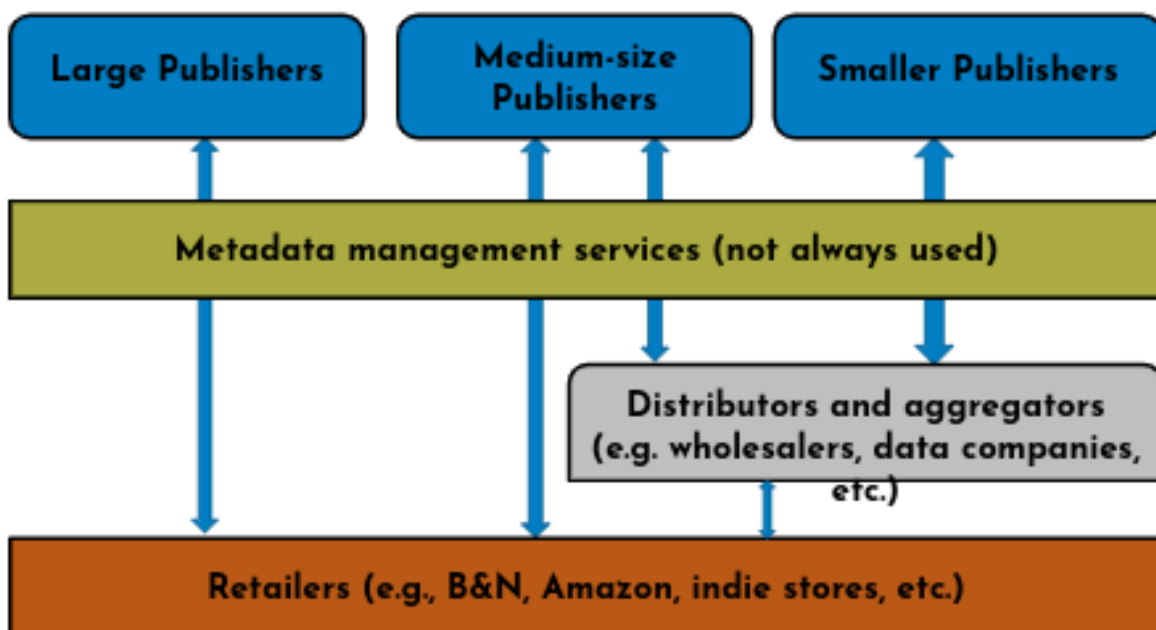 Large Publishers
Medium-size
Publishers
Smaller Publishers
Metadata management services (not always used)
Distributors and aggregators
(e.g. wholesalers, data companies,
etc.)
Retailers (e.g., B&N, Amazon, indie stores, etc.)